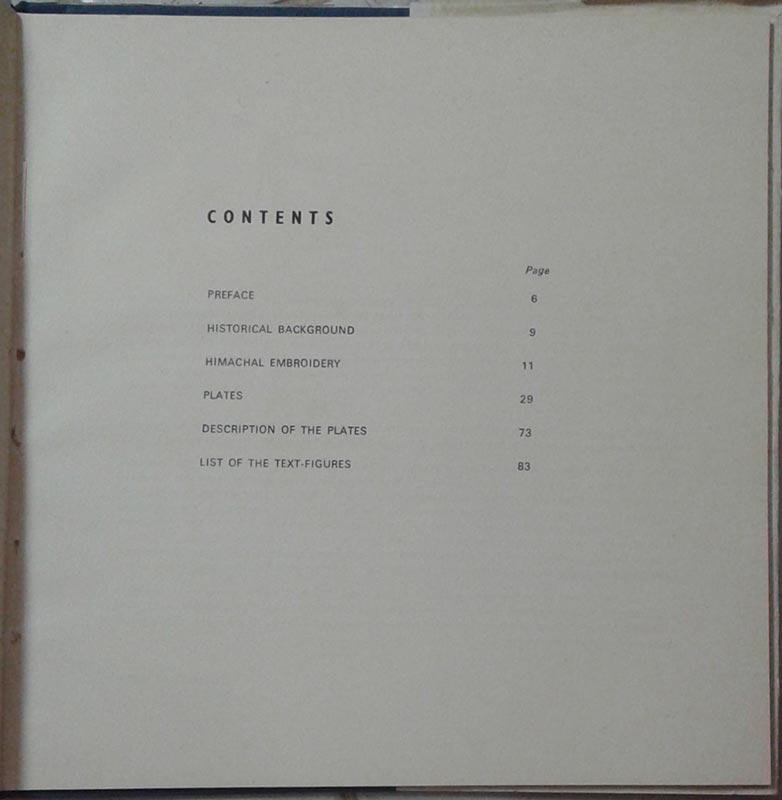 CONTENTS
Page
PREFACE 6
HISTORICAL BACKGROUND 9
HIMACHAL EMBROIDERY 11
PLATES 29
DESCRIPTION OF THE PLATES 73
LIST OF THE TEXT-FIGURES 83